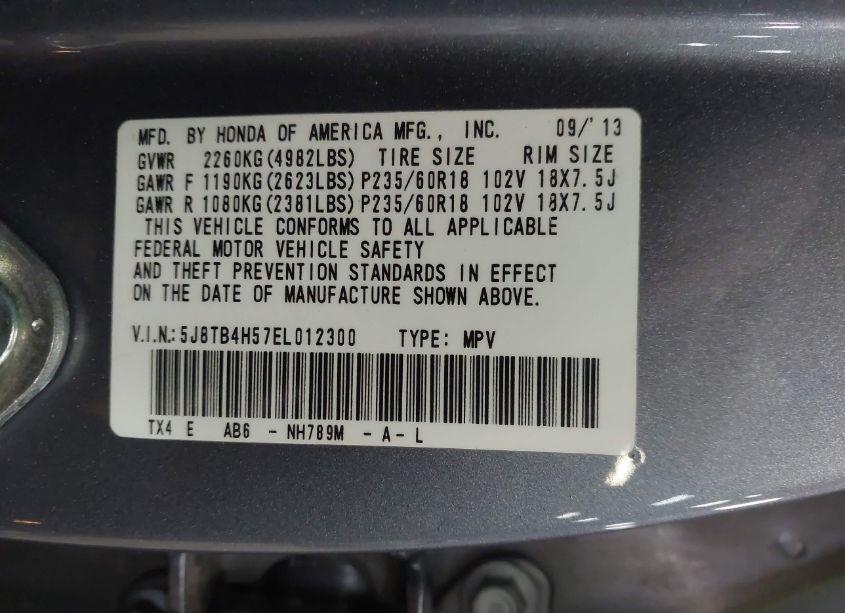 MFD. BY HONDA OF AMERICA MFG., INC. 09/'13
GVWR 2260KG(4982LBS) TIRE SIZE RIM SIZE
GAWR F 1190KG(2623LBS) P235/60R18 102V 18X7.5J
GAWR R 1080KG(2381LBS) P235/60R18 102V 18X7.5J
THIS VEHICLE CONFORMS TO ALL APPLICABLE
FEDERAL MOTOR VEHICLE SAFETY
AND THEFT PREVENTION STANDARDS IN EFFECT
ON THE DATE OF MANUFACTURE SHOWN ABOVE.
V.I.N.: 5J8TB4H57EL012300 TYPE: MPV
TX4 E AB6 - NH789M - A - L